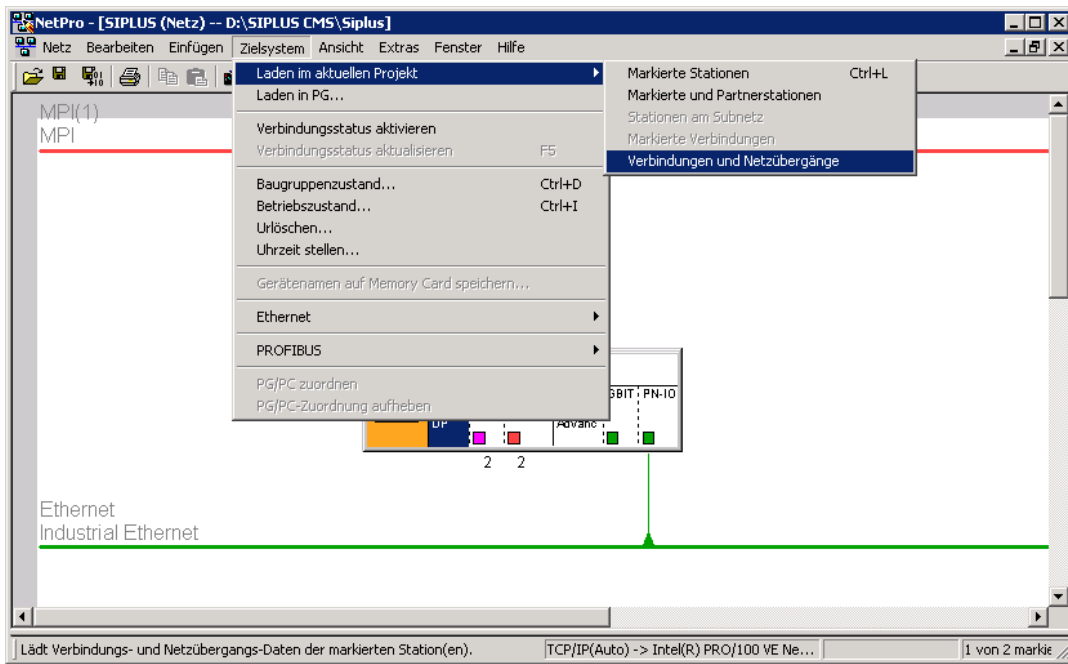 NetPro - [SIPLUS (Netz) -- D:\SIPLUS CMS\Siplus]
Netz Bearbeiten Einfügen Zielsystem Ansicht Extras Fenster Hilfe
MPI(1)
MPI
Laden im aktuellen Projekt
Laden in PG...
Verbindungsstatus aktivieren
Verbindungsstatus aktualisieren F5
Baugruppenzustand... Ctrl+D
Betriebszustand... Ctrl+I
Urlöschen...
Uhrzeit stellen...
Gerätenamen auf Memory Card speichern...
Ethernet
PROFIBUS
PG/PC zuordnen
PG/PC-Zuordnung aufheben
Markierte Stationen Ctrl+L
Markierte und Partnerstationen
Stationen am Subnetz
Markierte Verbindungen
Verbindungen und Netzübergänge
GBIT PN-IO
DP Advanc
2 2
Ethernet
Industrial Ethernet
Lädt Verbindungs- und Netzübergangs-Daten der markierten Station(en). TCP/IP(Auto) -> Intel(R) PRO/100 VE Ne... 1 von 2 markie